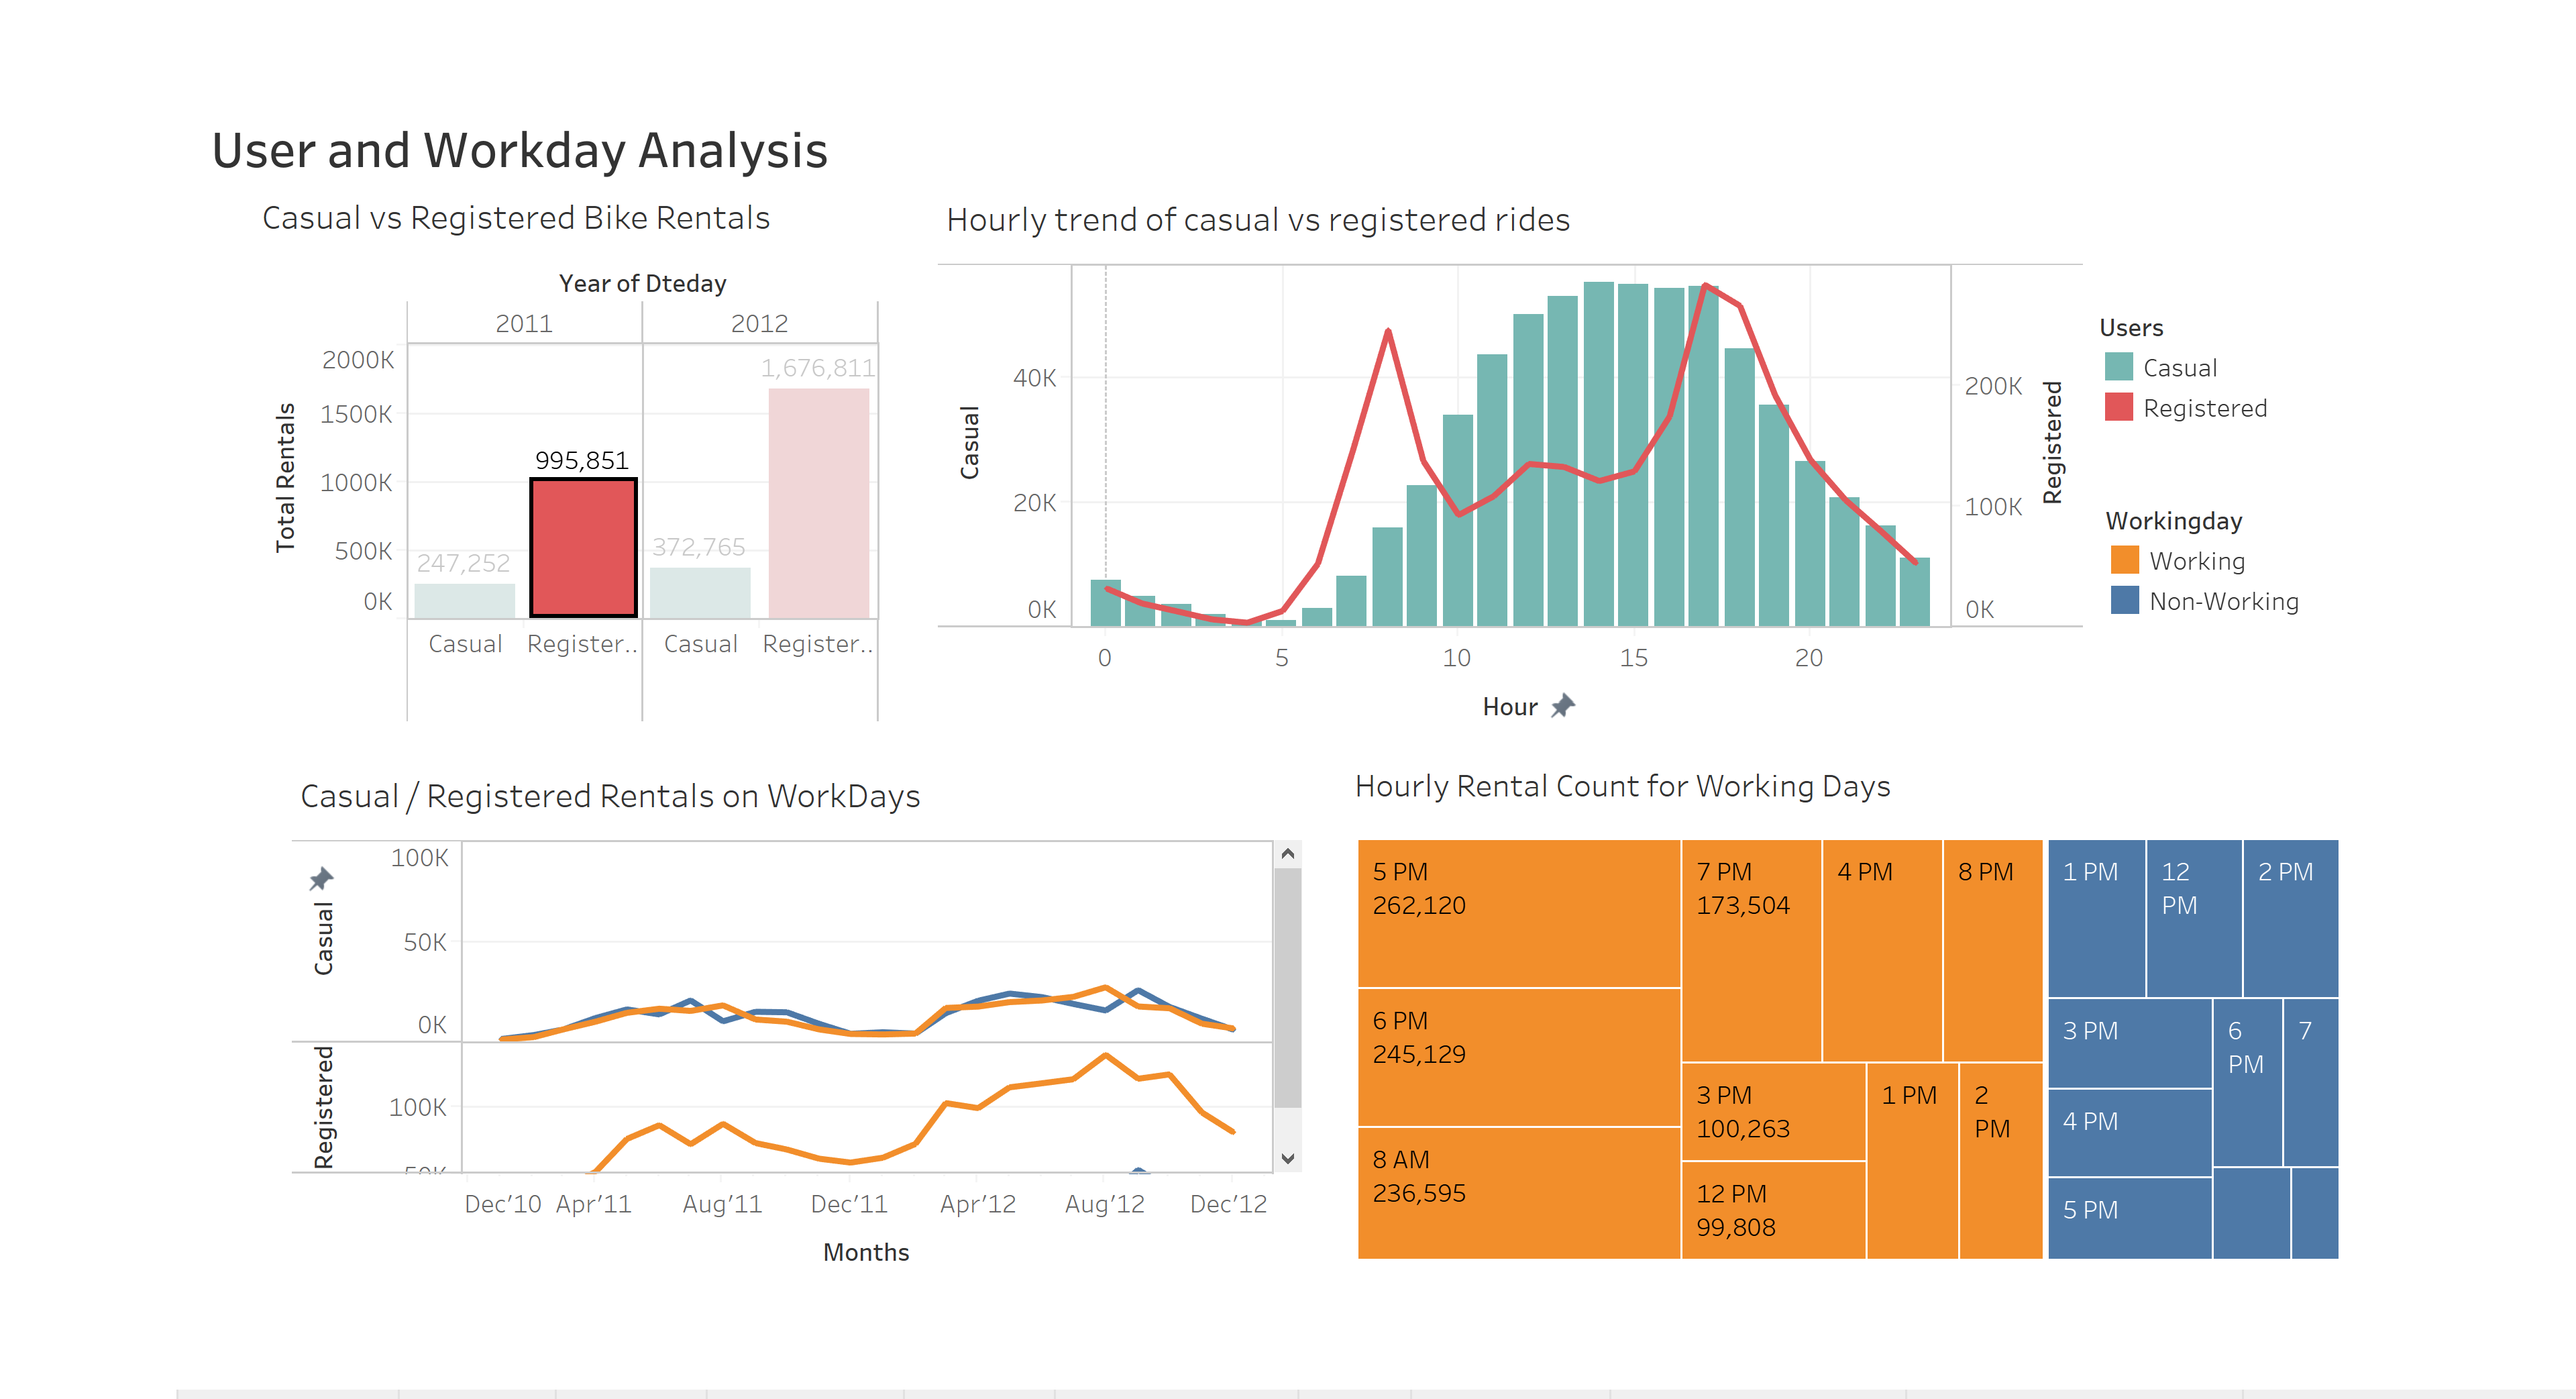 User and Workday Analysis
Casual vs Registered Bike Rentals
Year of Dteday
2011
2012
Total Rentals
2000K
1500K
1000K
500K
0K
247,252
995,851
372,765
1,676,811
Casual
Register..
Casual
Register..
Hourly trend of casual vs registered rides
Casual
40K
20K
0K
200K
100K
0K
Registered
0
5
10
15
20
Hour
Users
Casual
Registered
Workingday
Working
Non-Working
Casual / Registered Rentals on WorkDays
Casual
100K
50K
0K
Registered
100K
50K
Dec'10
Apr'11
Aug'11
Dec'11
Apr'12
Aug'12
Dec'12
Months
Hourly Rental Count for Working Days
5 PM
262,120
6 PM
245,129
8 AM
236,595
7 PM
173,504
4 PM
8 PM
3 PM
100,263
12 PM
99,808
1 PM
2
PM
1 PM
12
PM
2 PM
3 PM
4 PM
5 PM
6
PM
7